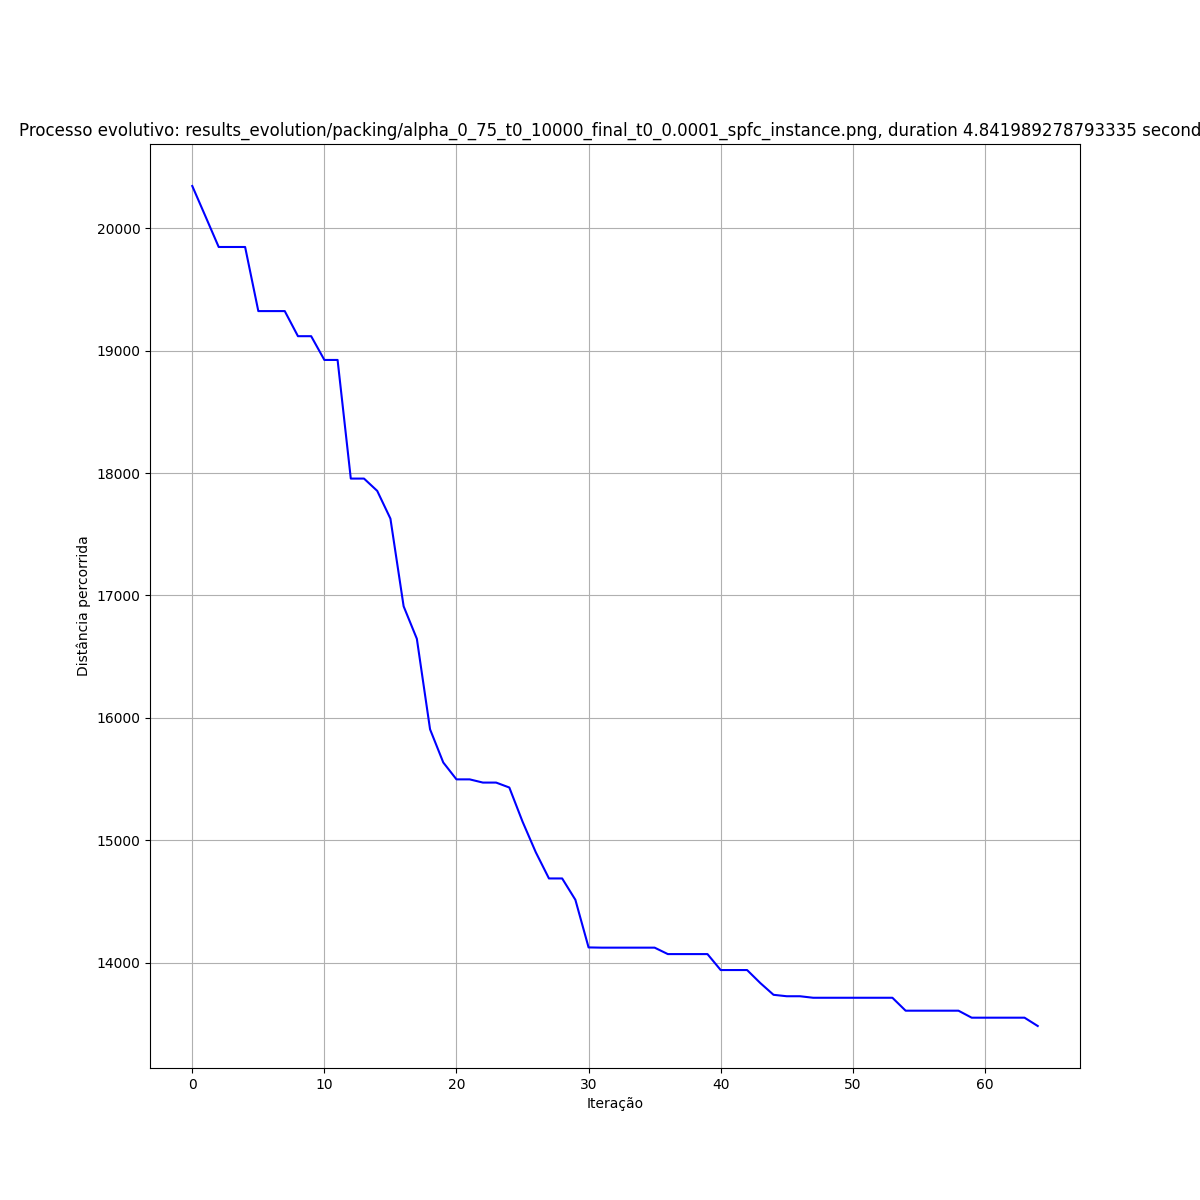 Processo evolutivo: results_evolution/packing/alpha_0_75_t0_10000_final_t0_0.0001_spfc_instance.png, duration 4.841989278793335 second
20000
19000
18000
17000
16000
15000
14000
Distância percorrida
0 10 20 30 40 50 60
Iteração